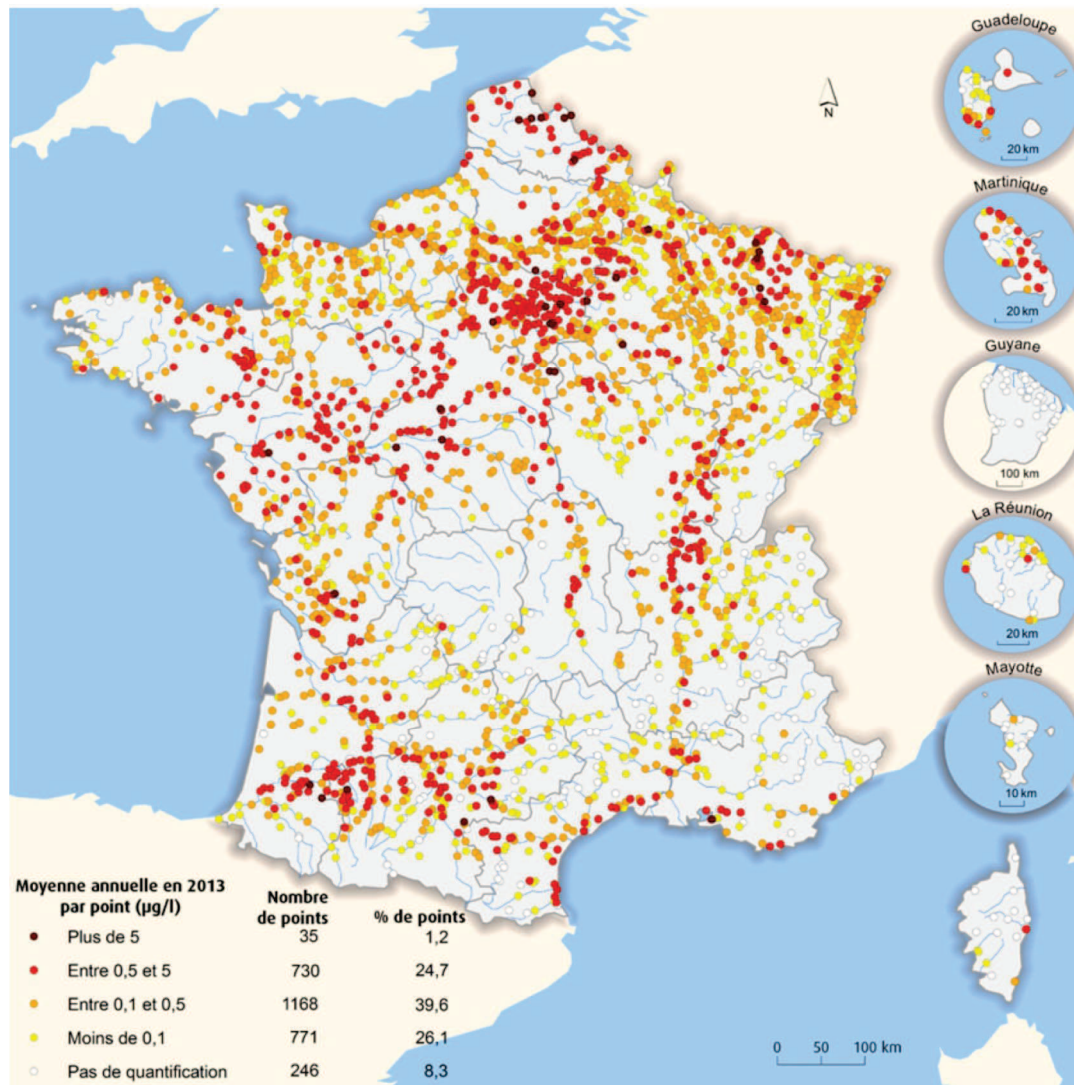 Guadeloupe
N
20 km
Martinique
20 km
Guyane
100 km
La Réunion
20 km
Mayotte
10 km
Moyenne annuelle en 2013
par point (µg/l)
Nombre
de points
% de points
Plus de 5 35 1,2
Entre 0,5 et 5 730 24,7
Entre 0,1 et 0,5 1168 39,6
Moins de 0,1 771 26,1
Pas de quantification 246 8,3
0 50 100 km